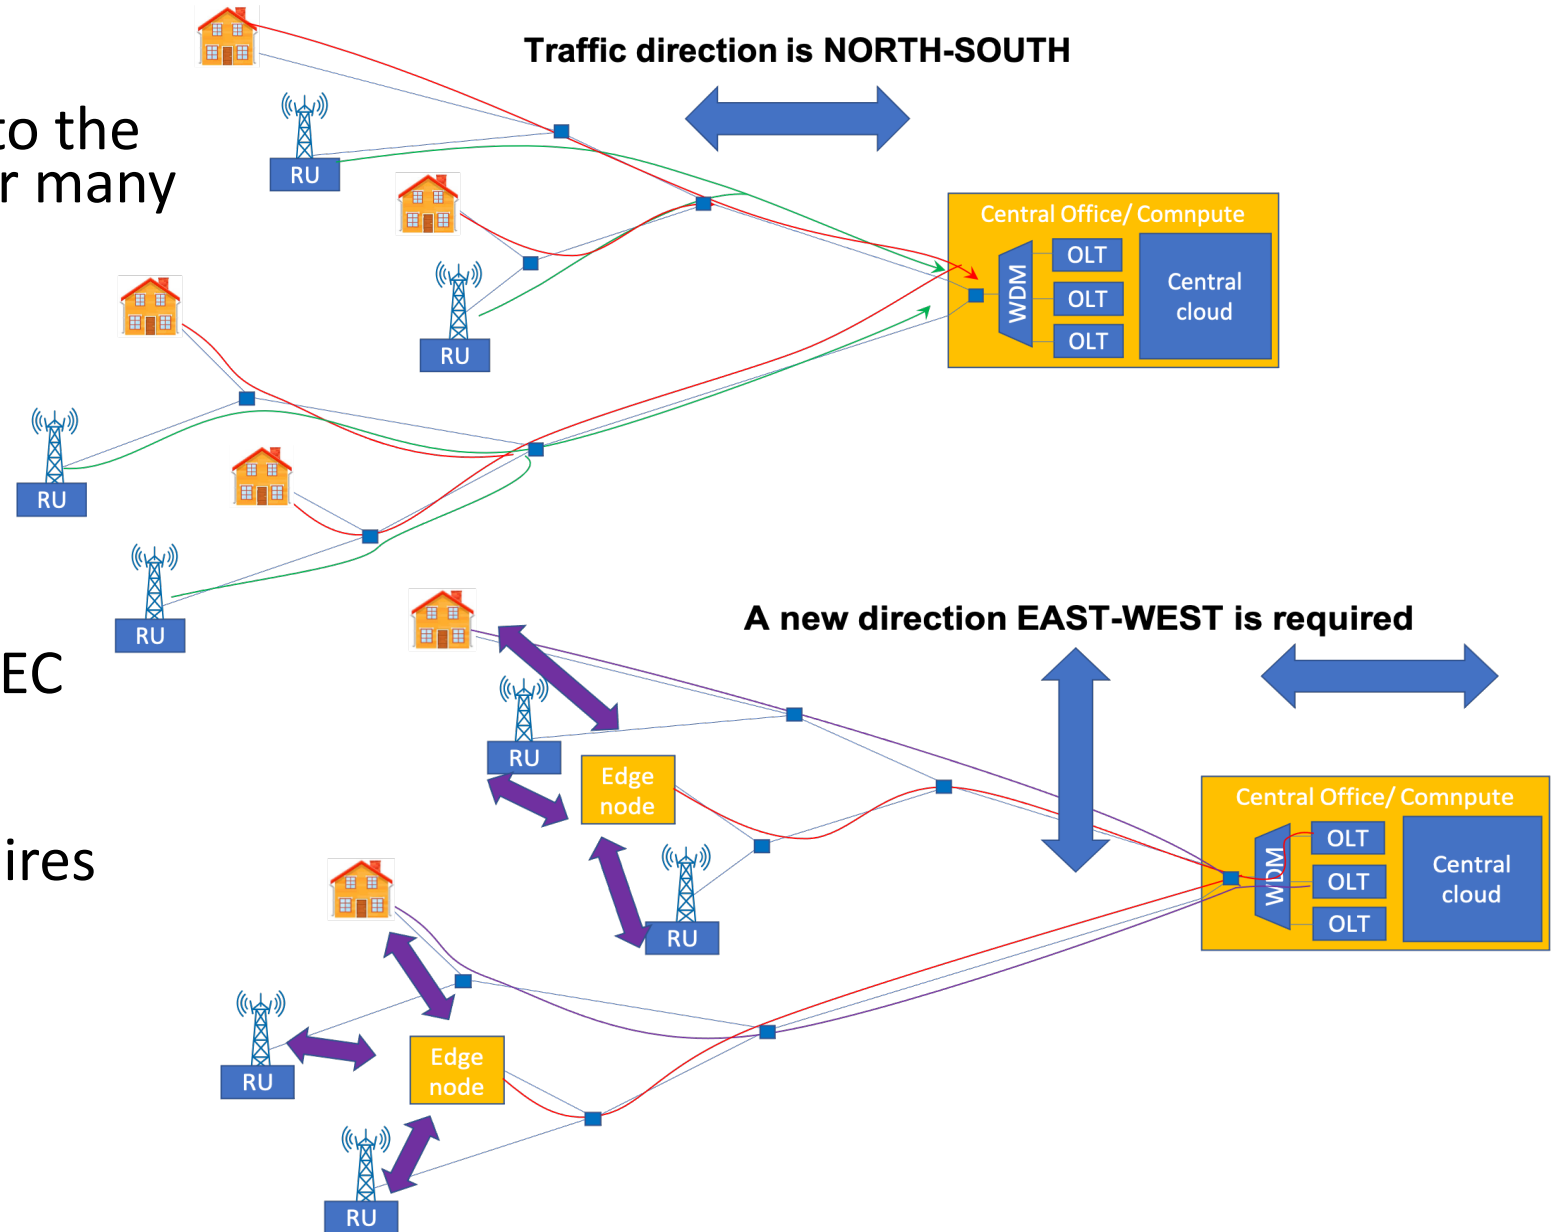 Traffic direction is NORTH-SOUTH
to the
r many
RU
RU
Central Office/ Comnpute
WDM
OLT
OLT
OLT
Central
cloud
RU
RU
A new direction EAST-WEST is required
EC
ires
RU
Edge
node
RU
Central Office/ Comnpute
WDM
OLT
OLT
OLT
Central
cloud
RU
Edge
node
RU